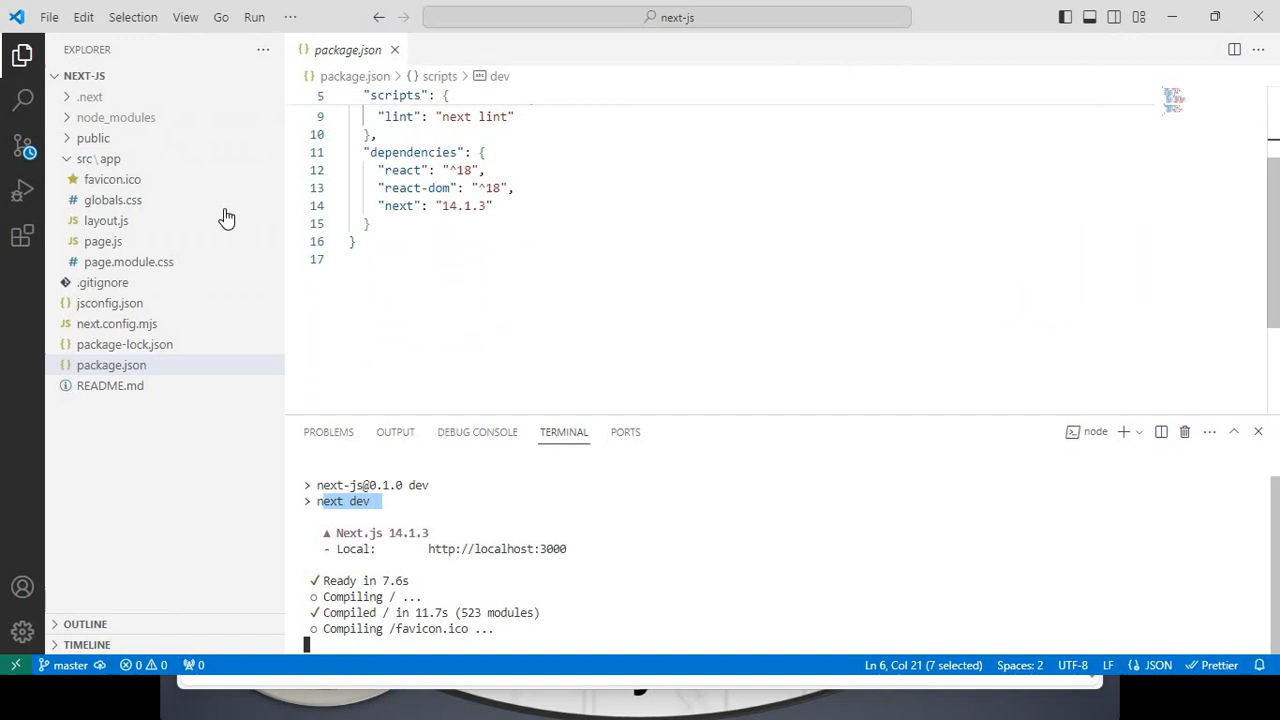 File Edit Selection View Go Run ··· next-js
EXPLORER
NEXT-JS
.next
node_modules
public
src\app
favicon.ico
globals.css
layout.js
page.js
page.module.css
.gitignore
jsconfig.json
next.config.mjs
package-lock.json
package.json
README.md
OUTLINE
TIMELINE
{} package.json
{} package.json > {} scripts > abc dev
5 "scripts": {
9 "lint": "next lint"
10 },
11 "dependencies": {
12 "react": "^18",
13 "react-dom": "^18",
14 "next": "14.1.3"
15 }
16 }
17
PROBLEMS OUTPUT DEBUG CONSOLE TERMINAL PORTS node
> next-js@0.1.0 dev
> next dev
▲ Next.js 14.1.3
- Local: http://localhost:3000
✓ Ready in 7.6s
○ Compiling / ...
✓ Compiled / in 11.7s (523 modules)
○ Compiling /favicon.ico ...
master 0 0 0 Ln 6, Col 21 (7 selected) Spaces: 2 UTF-8 LF {} JSON Prettier